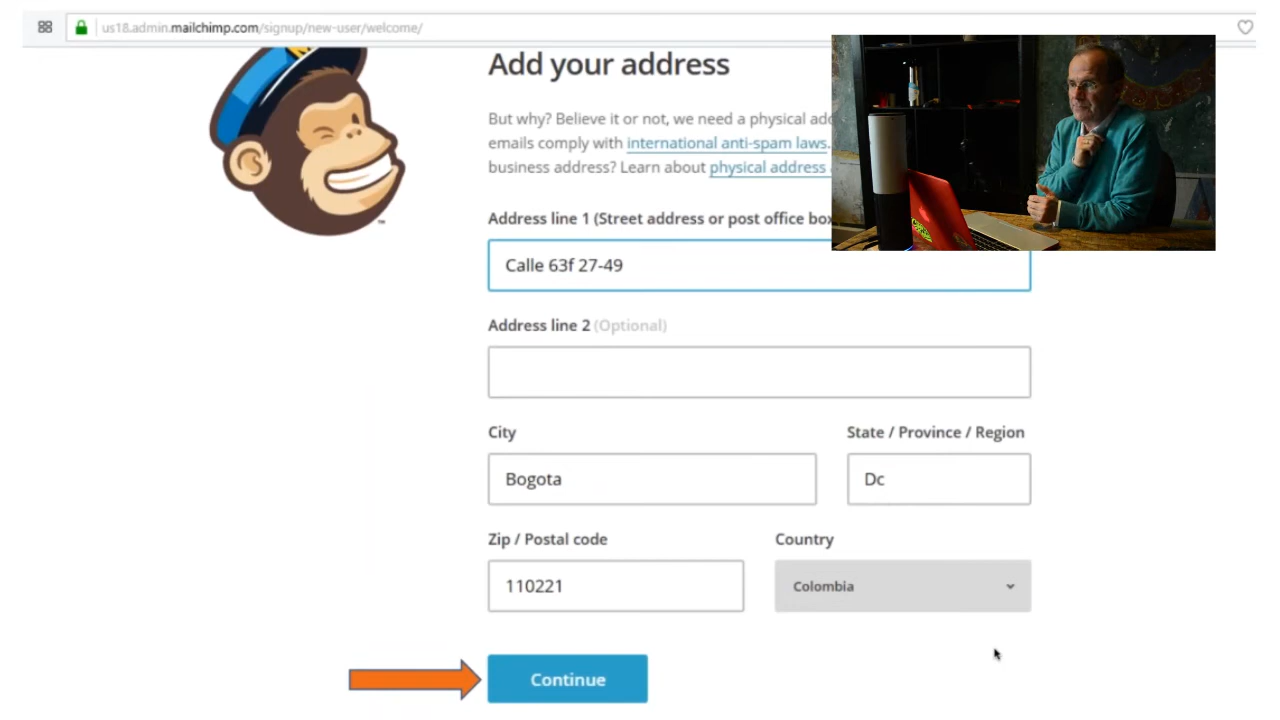 us18.admin.mailchimp.com/signup/new-user/welcome/
Add your address
But why? Believe it or not, we need a physical
emails comply with international anti-spam laws.
business address? Learn about physical address
Address line 1 (Street address or post office box
Calle 63f 27-49
Address line 2 (Optional)
City
State / Province / Region
Bogota
Dc
Zip / Postal code
Country
110221
Colombia
Continue